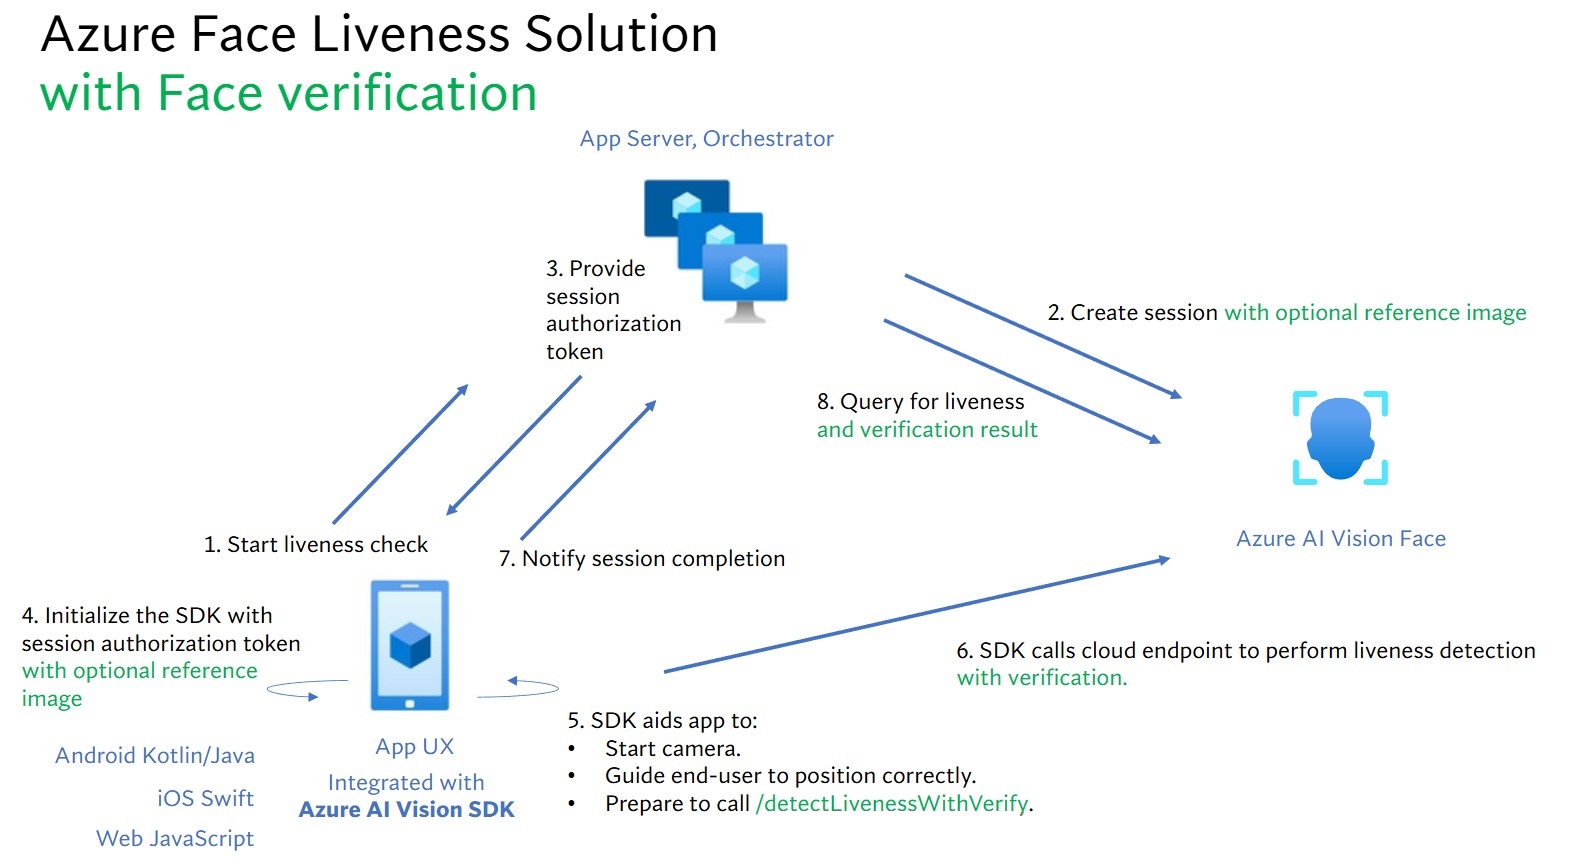 Azure Face Liveness Solution
with Face verification
App Server, Orchestrator
3. Provide
session
authorization
token
2. Create session with optional reference image
8. Query for liveness
and verification result
Azure AI Vision Face
1. Start liveness check
7. Notify session completion
4. Initialize the SDK with
session authorization token
with optional reference
image
6. SDK calls cloud endpoint to perform liveness detection
with verification.
5. SDK aids app to:
• Start camera.
• Guide end-user to position correctly.
• Prepare to call /detectLivenessWithVerify.
App UX
Integrated with
Azure AI Vision SDK
Android Kotlin/Java
iOS Swift
Web JavaScript